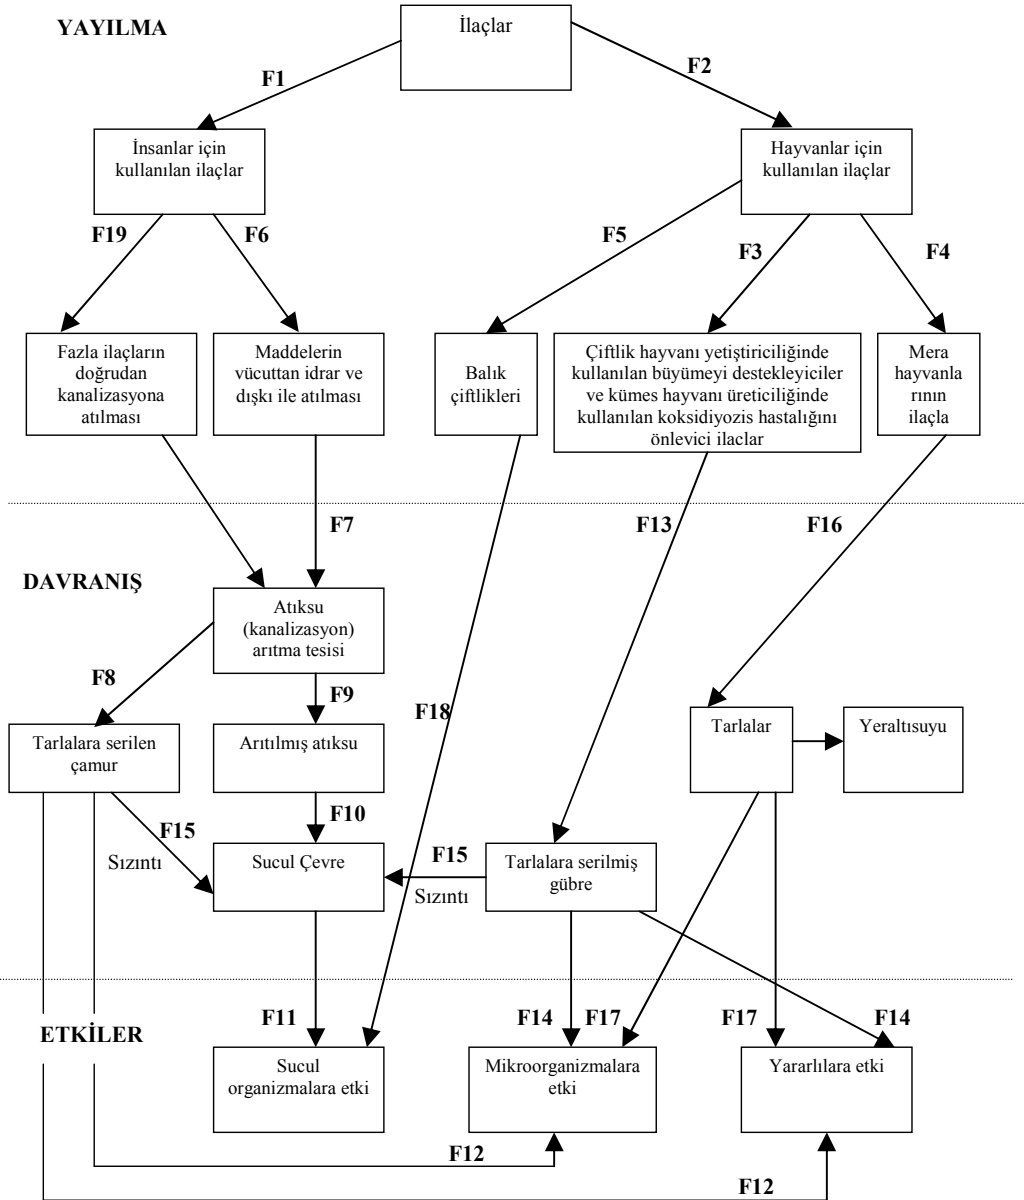 YAYILMA
İlaçlar
F1
F2
İnsanlar için
kullanılan ilaçlar
Hayvanlar için
kullanılan ilaçlar
F19
F6
F5
F3
F4
Fazla ilaçların
doğrudan
kanalizasyona
atılması
Maddelerin
vücuttan idrar ve
dışkı ile atılması
Balık
çiftlikleri
Çiftlik hayvanı yetiştiriciliğinde
kullanılan büyümeyi destekleyiciler
ve kümes hayvanı üreticiliğinde
kullanılan koksidiyozis hastalığını
önlevici ilaclar
Mera
hayvanla
rının
ilaçla
F7
F13
F16
DAVRANIŞ
Atıksu
(kanalizasyon)
arıtma tesisi
F8
F9
F18
Tarlalara serilen
çamur
Arıtılmış atıksu
Tarlalar
Yeraltısuyu
F10
F15
Sızıntı
Sucul Çevre
F15
Sızıntı
Tarlalara serilmiş
gübre
ETKİLER
F11
F14
F17
F17
F14
Sucul
organizmalara etki
Mikroorganizmalara
etki
Yararlılara etki
F12
F12